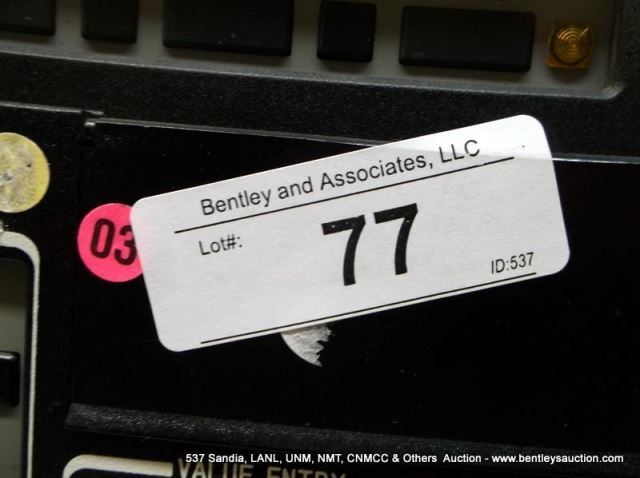 Bentley and Associates, LLC
Lot#:
77
ID:537
03
VALUE ENTRY
537 Sandia, LANL, UNM, NMT, CNMCC & Others Auction - www.bentleysauction.com